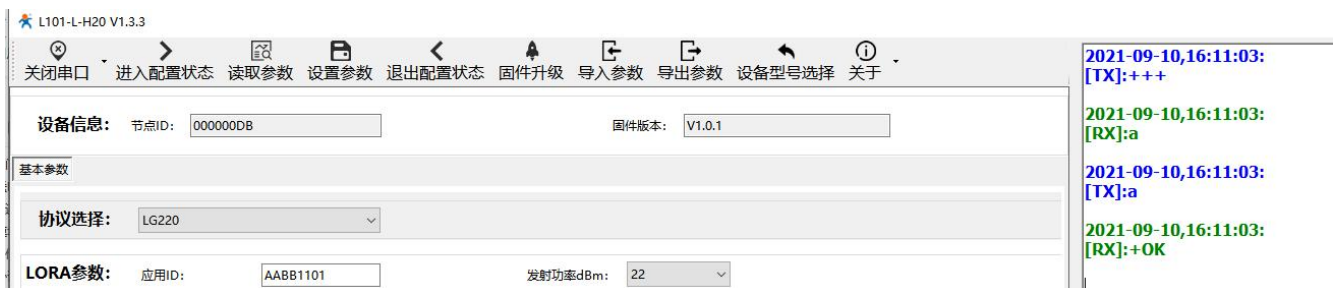 L101-L-H20 V1.3.3
关闭串口 进入配置状态 读取参数 设置参数 退出配置状态 固件升级 导入参数 导出参数 设备型号选择 关于
设备信息: 节点ID: 000000DB 固件版本: V1.0.1
基本参数
协议选择: LG220
LORA参数: 应用ID: AABB1101 发射功率dBm: 22
2021-09-10,16:11:03:
[TX]:+++
2021-09-10,16:11:03:
[RX]:a
2021-09-10,16:11:03:
[TX]:a
2021-09-10,16:11:03:
[RX]:+OK